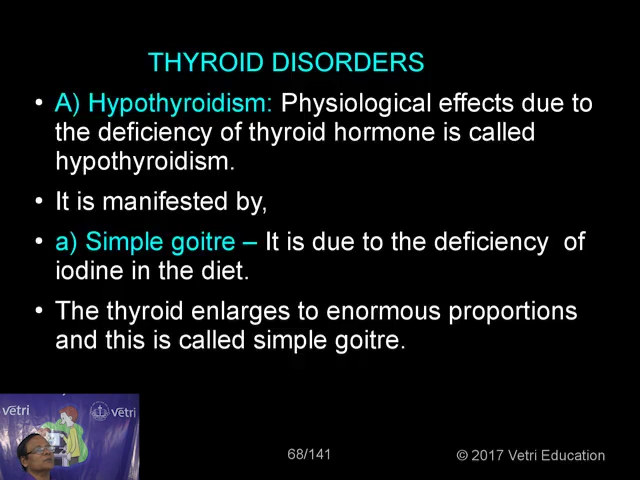 THYROID DISORDERS
• A) Hypothyroidism: Physiological effects due to
the deficiency of thyroid hormone is called
hypothyroidism.
• It is manifested by,
• a) Simple goitre – It is due to the deficiency  of
iodine in the diet.
• The thyroid enlarges to enormous proportions
and this is called simple goitre.
vetri
vetri
68/141
© 2017 Vetri Education